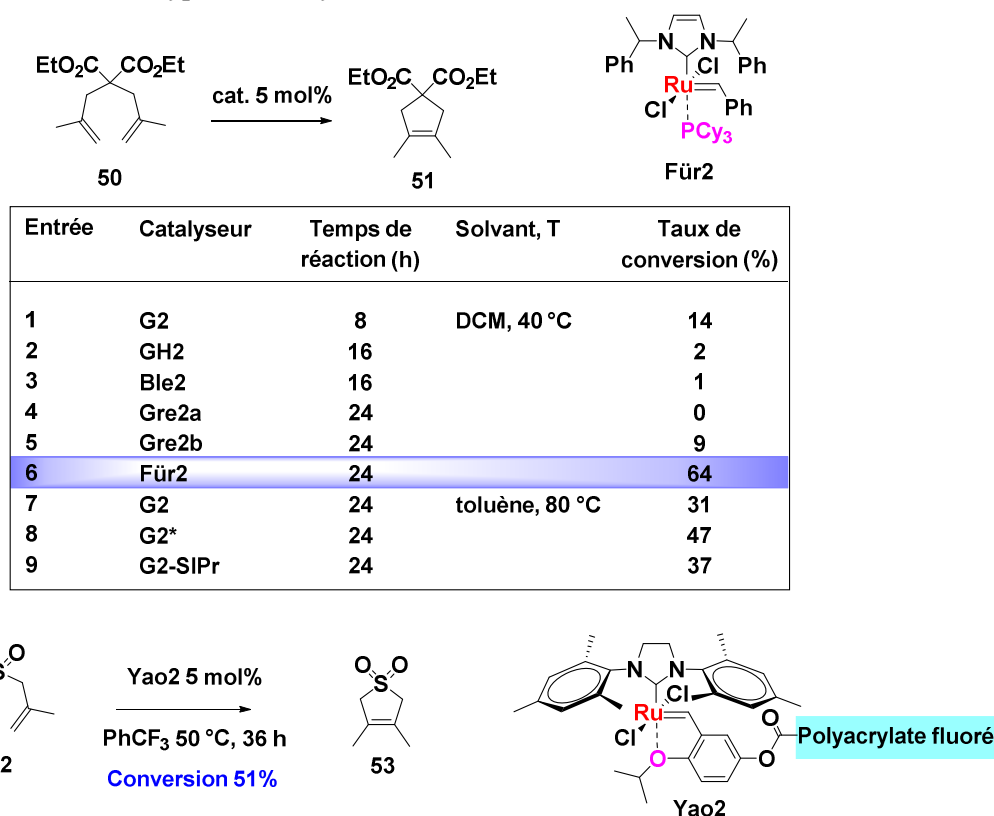 EtO2C CO2Et
50
cat. 5 mol%
EtO2C CO2Et
51
N N
Ph Cl Ph
Ru
Cl Ph
PCy3
Für2
Entrée Catalyseur Temps de réaction (h) Solvant, T Taux de conversion (%)
1 G2 8 DCM, 40 °C 14
2 GH2 16 2
3 Ble2 16 1
4 Gre2a 24 0
5 Gre2b 24 9
6 Für2 24 64
7 G2 24 toluène, 80 °C 31
8 G2* 24 47
9 G2-SIPr 24 37
O
2
Yao2 5 mol%
PhCF3 50 °C, 36 h
Conversion 51%
O O
S
53
N N
Cl
Ru
Cl
O
O
O
Polyacrylate fluoré
Yao2